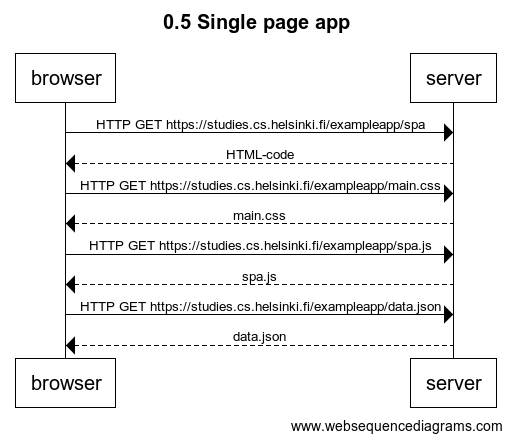 0.5 Single page app
browser server
HTTP GET https://studies.cs.helsinki.fi/exampleapp/spa
HTML-code
HTTP GET https://studies.cs.helsinki.fi/exampleapp/main.css
main.css
HTTP GET https://studies.cs.helsinki.fi/exampleapp/spa.js
spa.js
HTTP GET https://studies.cs.helsinki.fi/exampleapp/data.json
data.json
browser server
www.websequencediagrams.com